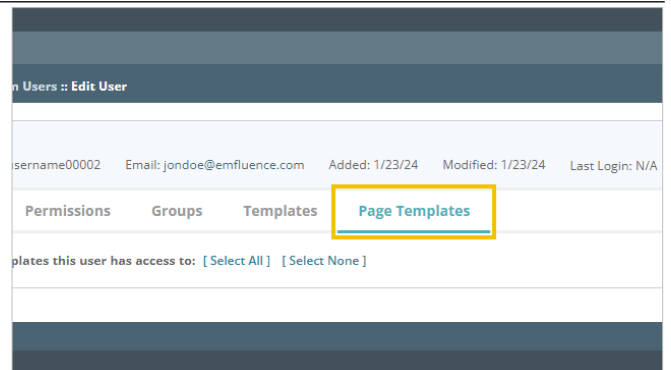 n Users :: Edit User
sername00002 Email: jondoe@emfluence.com Added: 1/23/24 Modified: 1/23/24 Last Login: N/A
Permissions Groups Templates Page Templates
plates this user has access to: [ Select All ] [ Select None ]